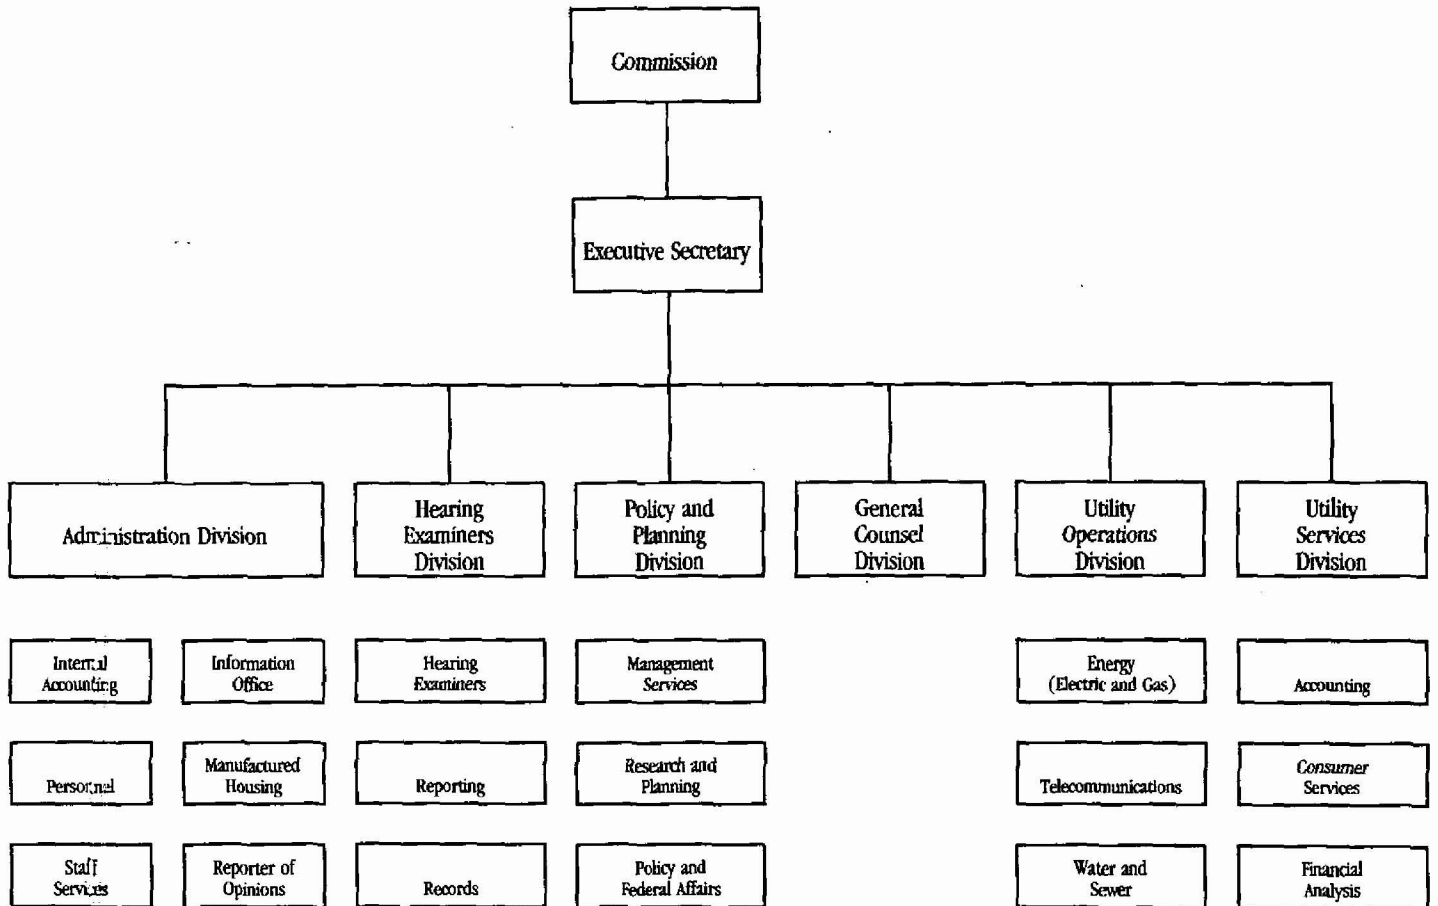 Commission
Executive Secretary
Administration Division
Hearing
Examiners
Division
Policy and
Planning
Division
General
Counsel
Division
Utility
Operations
Division
Utility
Services
Division
Internal
Accounting
Information
Office
Hearing
Examiners
Management
Services
Energy
(Electric and Gas)
Accounting
Personnel
Manufactured
Housing
Reporting
Research and
Planning
Telecommunications
Consumer
Services
Staff
Services
Reporter of
Opinions
Records
Policy and
Federal Affairs
Water and
Sewer
Financial
Analysis